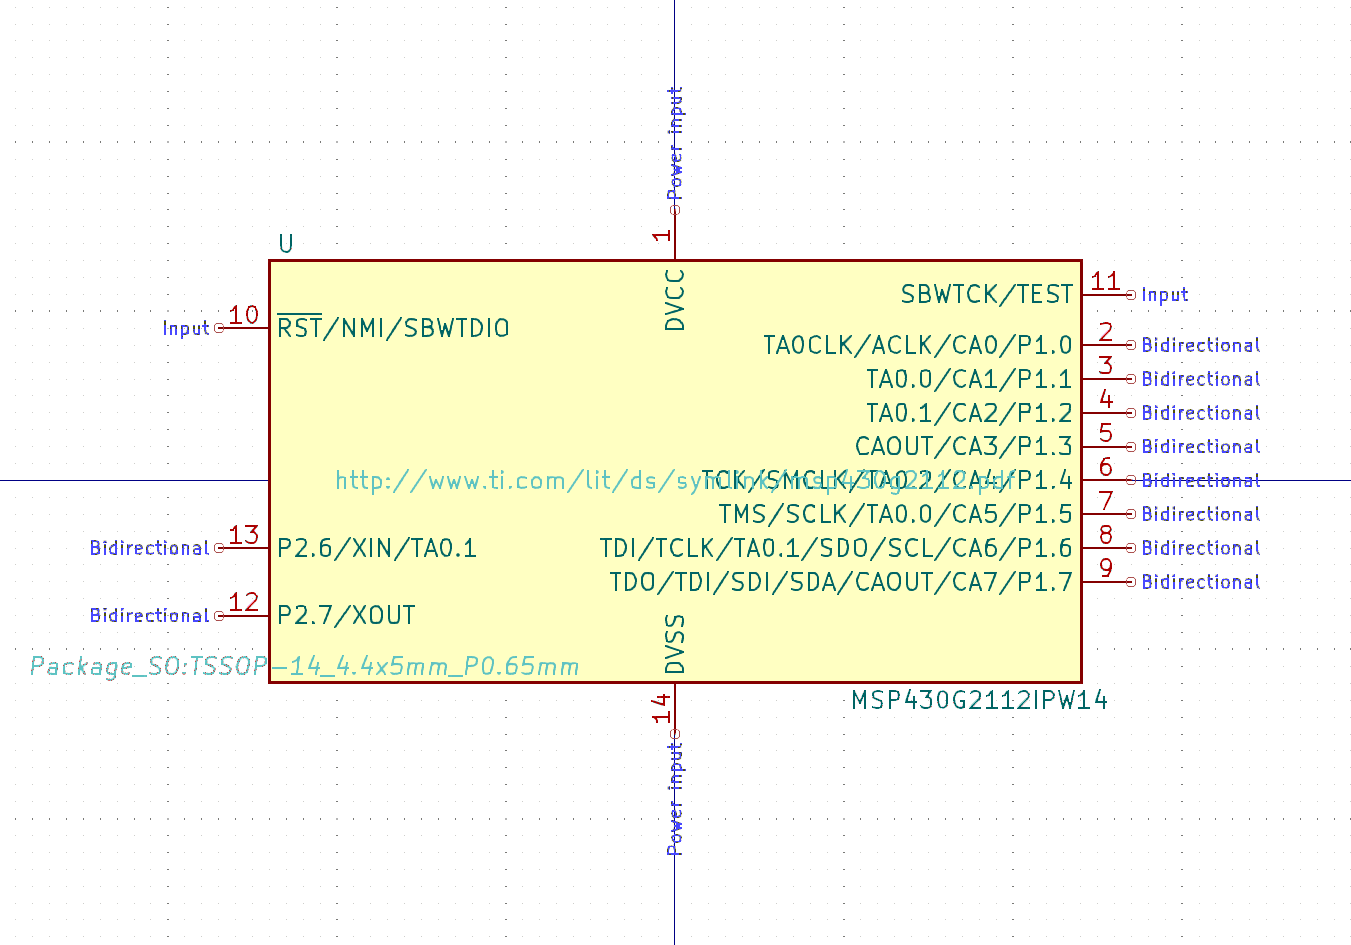 Power input
1
U
DVCC
11
SBWTCK/TEST
Input
Input
10
RST/NMI/SBWTDIO
2
TA0CLK/ACLK/CA0/P1.0
Bidirectional
3
TA0.0/CA1/P1.1
Bidirectional
4
TA0.1/CA2/P1.2
Bidirectional
5
CAOUT/CA3/P1.3
Bidirectional
http://www.ti.com/lit/ds/symlink/msp430g2112.pdf
6
TCK/SMCLK/TA0.2/CA4/P1.4
Bidirectional
7
TMS/SCLK/TA0.0/CA5/P1.5
Bidirectional
Bidirectional
13
P2.6/XIN/TA0.1
8
TDI/TCLK/TA0.1/SDO/SCL/CA6/P1.6
Bidirectional
9
TDO/TDI/SDI/SDA/CAOUT/CA7/P1.7
Bidirectional
Bidirectional
12
P2.7/XOUT
DVSS
Package_SO:TSSOP-14_4.4x5mm_P0.65mm
14
MSP430G2112IPW14
Power input